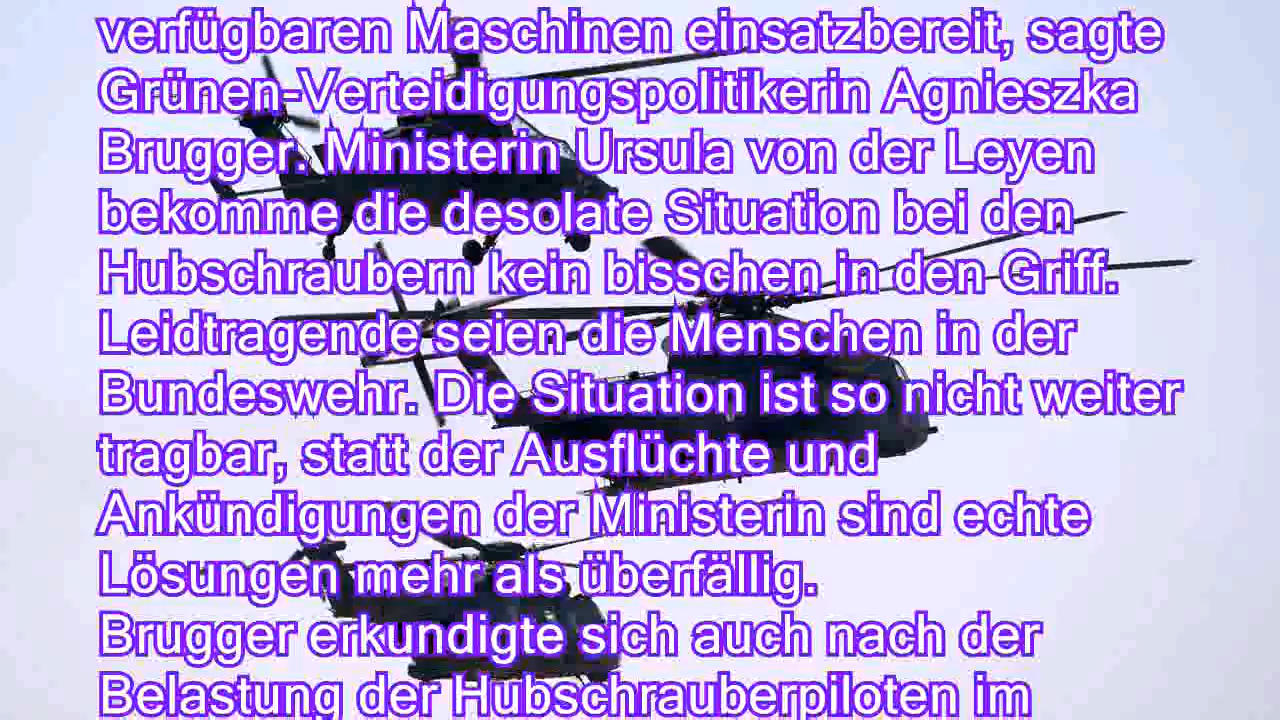 verfügbaren Maschinen einsatzbereit, sagte
Grünen-Verteidigungspolitikerin Agnieszka
Brugger. Ministerin Ursula von der Leyen
bekomme die desolate Situation bei den
Hubschraubern kein bisschen in den Griff.
Leidtragende seien die Menschen in der
Bundeswehr. Die Situation ist so nicht weiter
tragbar, statt der Ausflüchte und
Ankündigungen der Ministerin sind echte
Lösungen mehr als überfällig.
Brugger erkundigte sich auch nach der
Belastung der Hubschrauberpiloten im